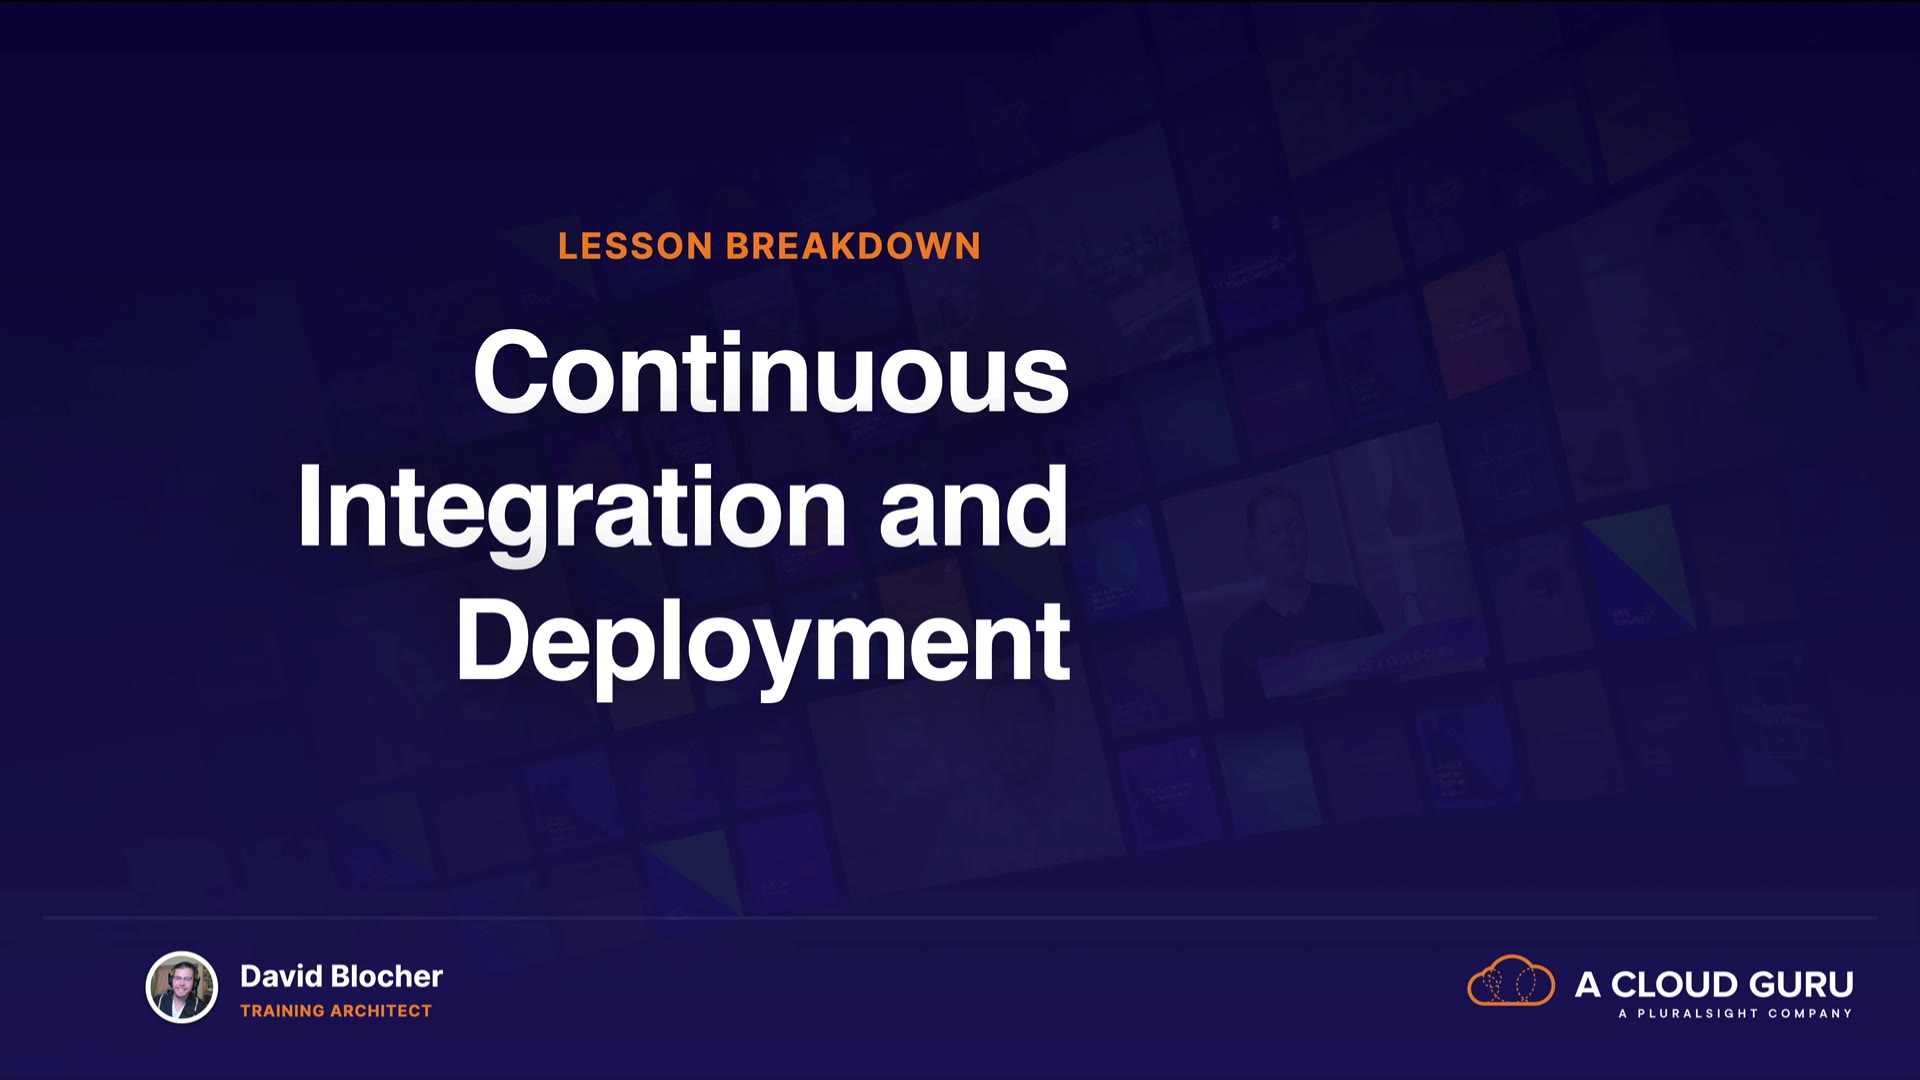 LESSON BREAKDOWN
Continuous
Integration and
Deployment
David Blocher
TRAINING ARCHITECT
A CLOUD GURU
A PLURALSIGHT COMPANY